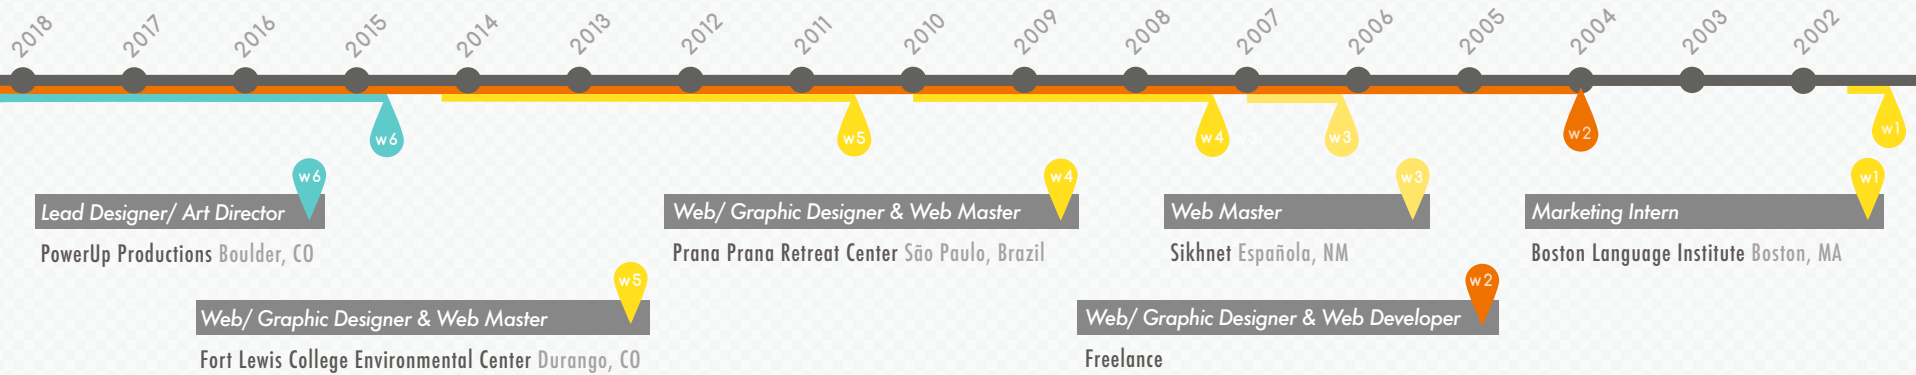 2018 2017 2016 2015 2014 2013 2012 2011 2010 2009 2008 2007 2006 2005 2004 2003 2002
w6 w5 w4 w3 w2 w1
w6 w4 w3 w1
Lead Designer/ Art Director
PowerUp Productions Boulder, CO
Web/ Graphic Designer & Web Master
Prana Prana Retreat Center São Paulo, Brazil
Web Master
Sikhnet Española, NM
Marketing Intern
Boston Language Institute Boston, MA
w5 w2
Web/ Graphic Designer & Web Master
Fort Lewis College Environmental Center Durango, CO
Web/ Graphic Designer & Web Developer
Freelance